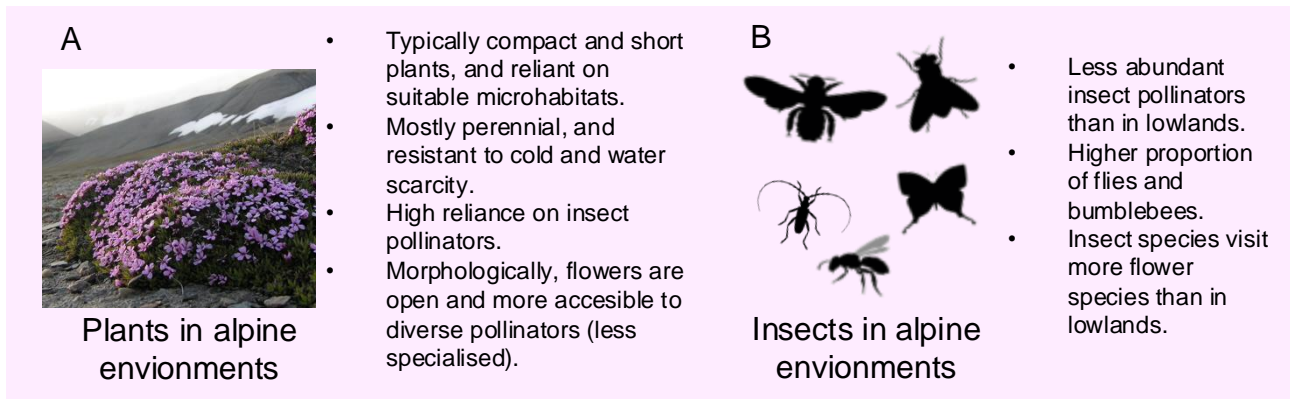 A
Plants in alpine
envionments
• Typically compact and short
plants, and reliant on
suitable microhabitats.
• Mostly perennial, and
resistant to cold and water
scarcity.
• High reliance on insect
pollinators.
• Morphologically, flowers are
open and more accesible to
diverse pollinators (less
specialised).
B
Insects in alpine
envionments
• Less abundant
insect pollinators
than in lowlands.
• Higher proportion
of flies and
bumblebees.
• Insect species visit
more flower
species than in
lowlands.